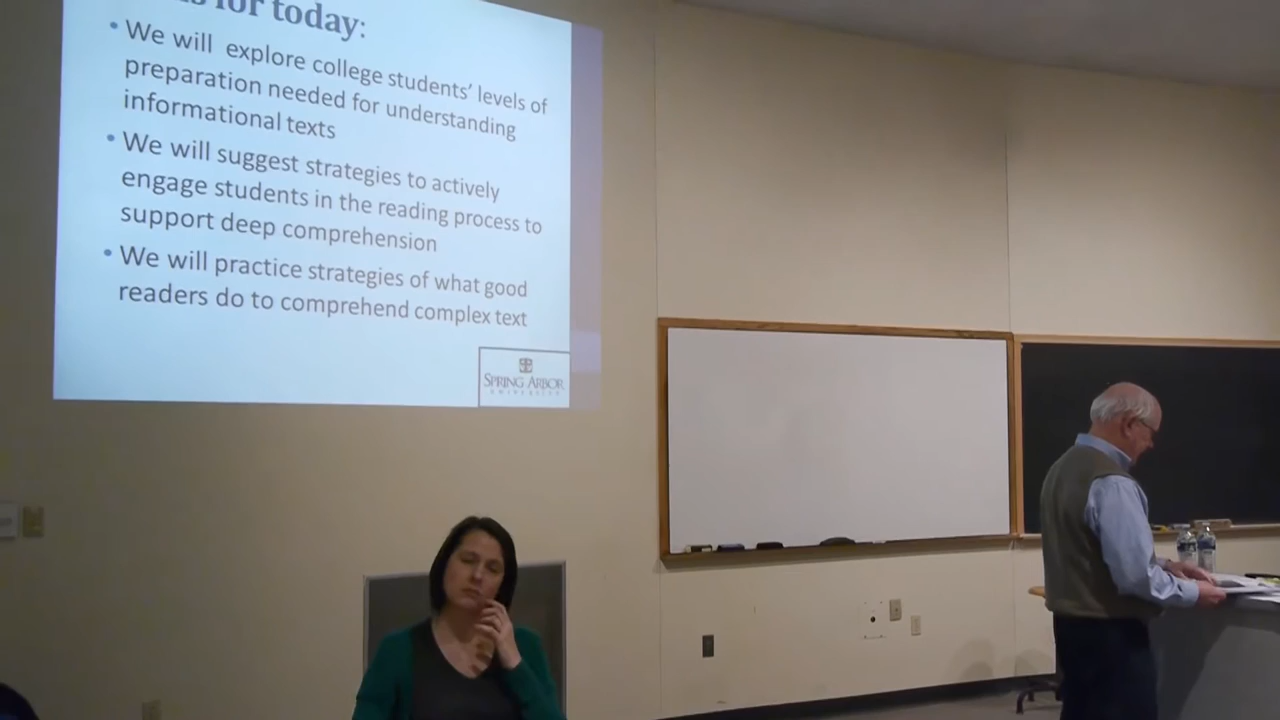 for today:
• We will explore college students' levels of
preparation needed for understanding
informational texts
• We will suggest strategies to actively
engage students in the reading process to
support deep comprehension
• We will practice strategies of what good
readers do to comprehend complex text
SPRING ARBOR
UNIVERSITY